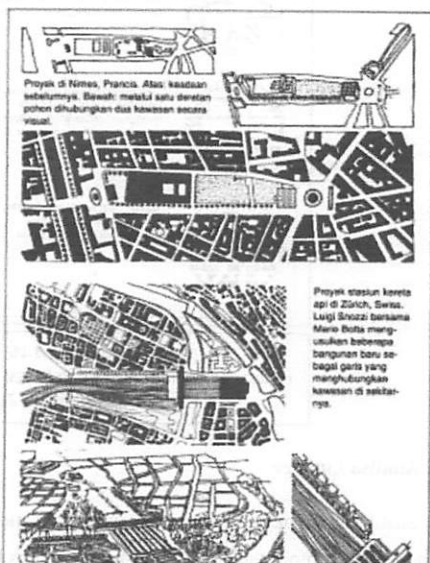 Proyek di Nimes, Prancis. Atas: keadaan
sebelumnya. Bawah: melalui satu deretan
pohon dihubungkan dua kawasan secara
visual.
Proyek stasiun kereta
api di Zürich, Swiss.
Luigi Snozzi bersama
Mario Botta meng-
usulkan beberapa
bangunan baru se-
bagai garis yang
menghubungkan
kawasan di sekitar-
nya.